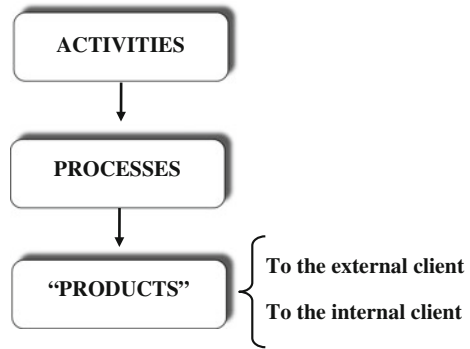 ACTIVITIES
PROCESSES
“PRODUCTS”
To the external client
To the internal client